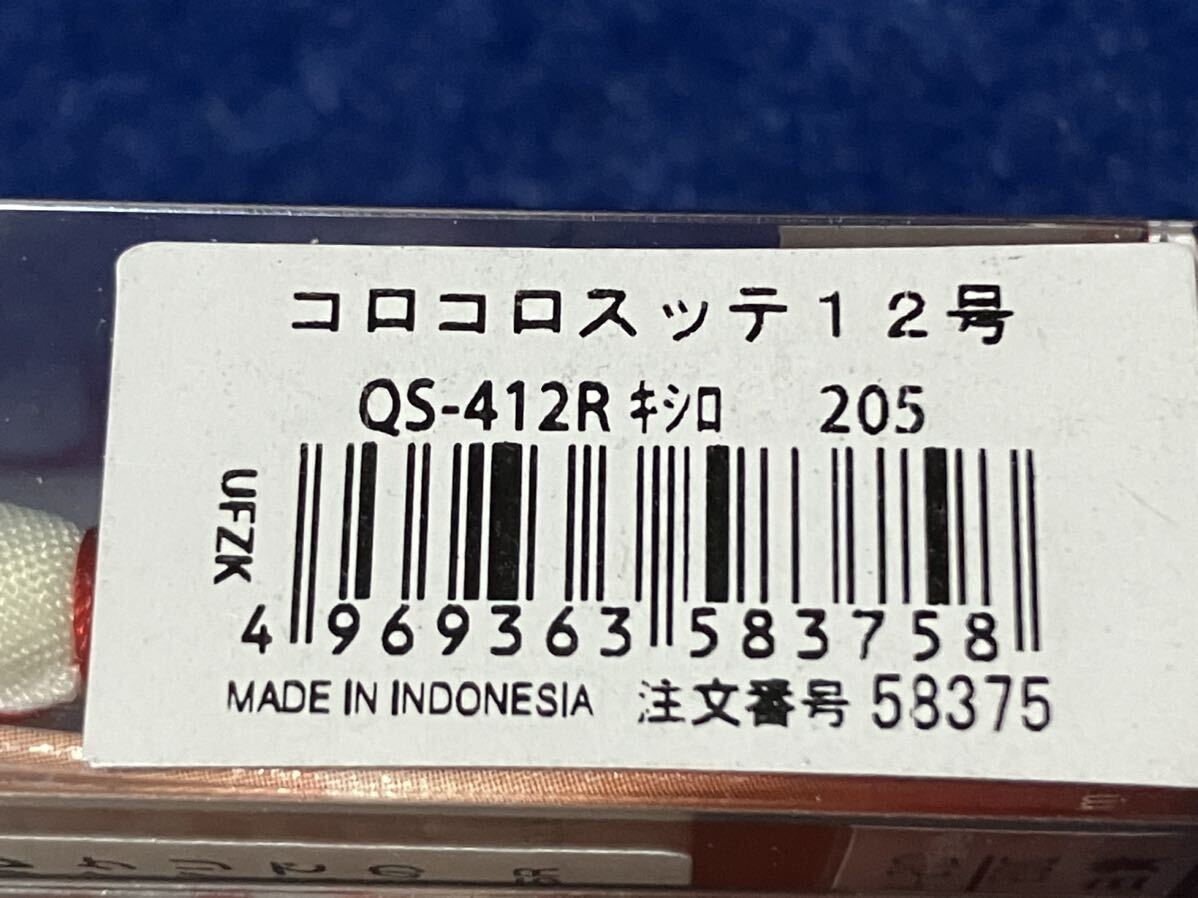 コロコロスッテ１２号
QS-412R ｷｼﾛ 205
UFZK
4 969363 583758
MADE IN INDONESIA 注文番号 58375